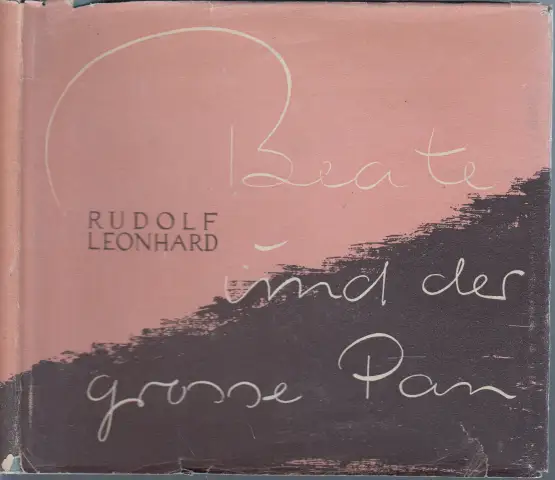 Beate
RUDOLF
LEONHARD
und der
grosse Pan